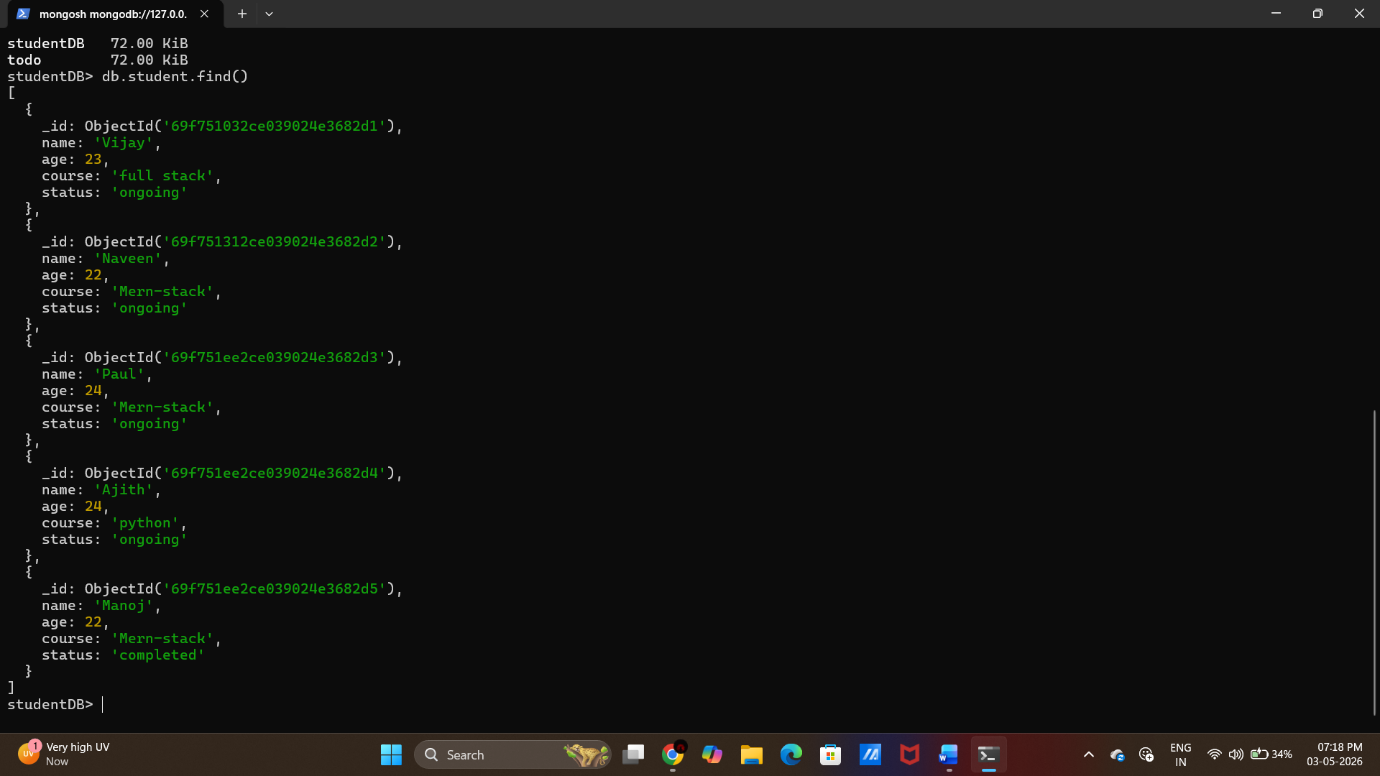 mongosh mongodb://127.0.0.
studentDB   72.00 KiB
todo        72.00 KiB
studentDB> db.student.find()
[
  {
    _id: ObjectId('69f751032ce039024e3682d1'),
    name: 'Vijay',
    age: 23,
    course: 'full stack',
    status: 'ongoing'
  },
  {
    _id: ObjectId('69f751312ce039024e3682d2'),
    name: 'Naveen',
    age: 22,
    course: 'Mern-stack',
    status: 'ongoing'
  },
  {
    _id: ObjectId('69f751ee2ce039024e3682d3'),
    name: 'Paul',
    age: 24,
    course: 'Mern-stack',
    status: 'ongoing'
  },
  {
    _id: ObjectId('69f751ee2ce039024e3682d4'),
    name: 'Ajith',
    age: 24,
    course: 'python',
    status: 'ongoing'
  },
  {
    _id: ObjectId('69f751ee2ce039024e3682d5'),
    name: 'Manoj',
    age: 22,
    course: 'Mern-stack',
    status: 'completed'
  }
]
studentDB>
UV
1
Very high UV
Now
Search
W
ENG
IN
34%
07:18 PM
03-05-2026